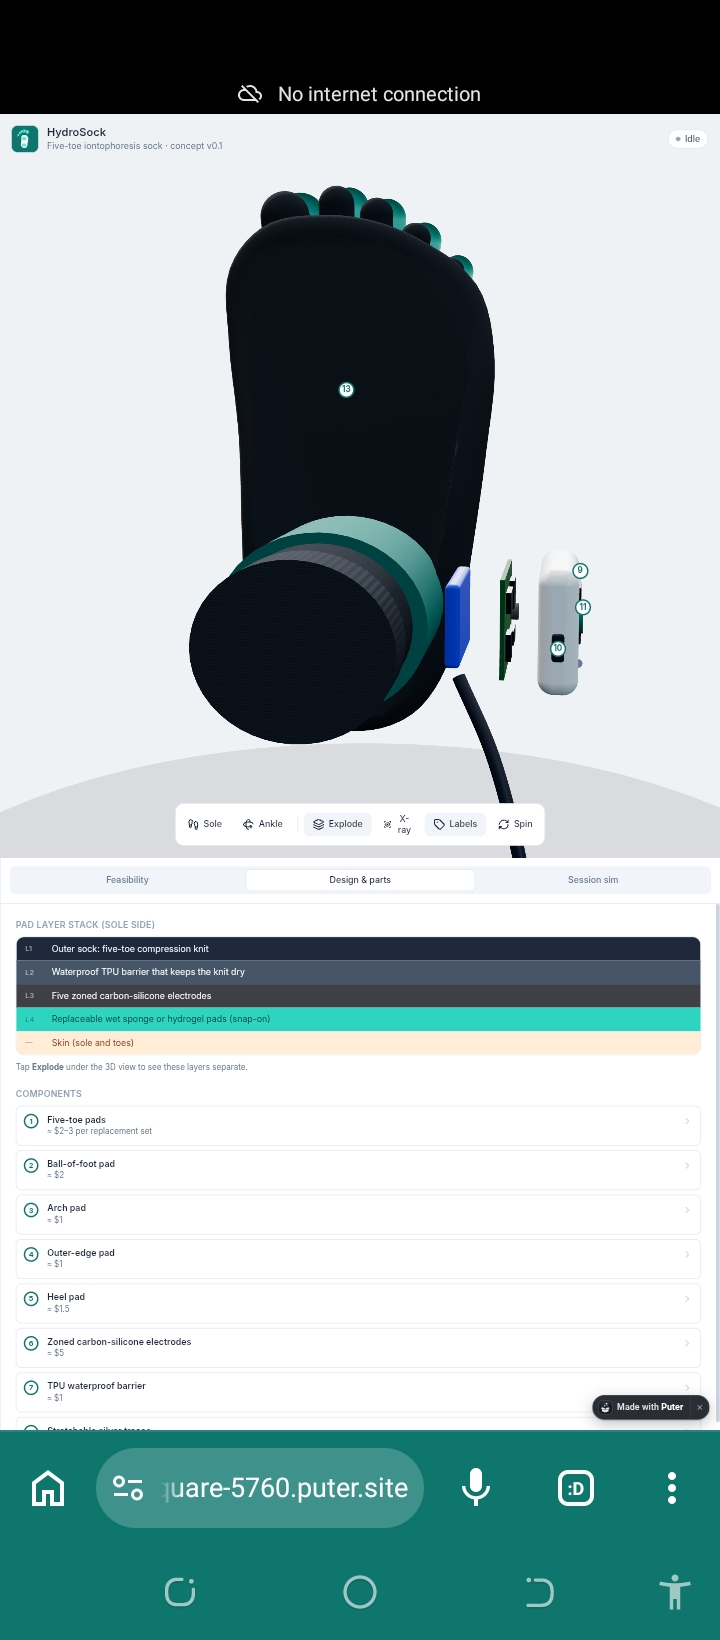 No internet connection
HydroSock
Five-toe iontophoresis sock · concept v0.1
Idle
13
9
11
10
Sole
Ankle
Explode
X-
ray
Labels
Spin
Feasibility
Design & parts
Session sim
PAD LAYER STACK (SOLE SIDE)
L1 Outer sock: five-toe compression knit
L2 Waterproof TPU barrier that keeps the knit dry
L3 Five zoned carbon-silicone electrodes
L4 Replaceable wet sponge or hydrogel pads (snap-on)
— Skin (sole and toes)
Tap Explode under the 3D view to see these layers separate.
COMPONENTS
1 Five-toe pads
≈ $2–3 per replacement set
2 Ball-of-foot pad
≈ $2
3 Arch pad
≈ $1
4 Outer-edge pad
≈ $1
5 Heel pad
≈ $1.5
6 Zoned carbon-silicone electrodes
≈ $5
7 TPU waterproof barrier
≈ $1
Made with Puter ×
uare-5760.puter.site
:D